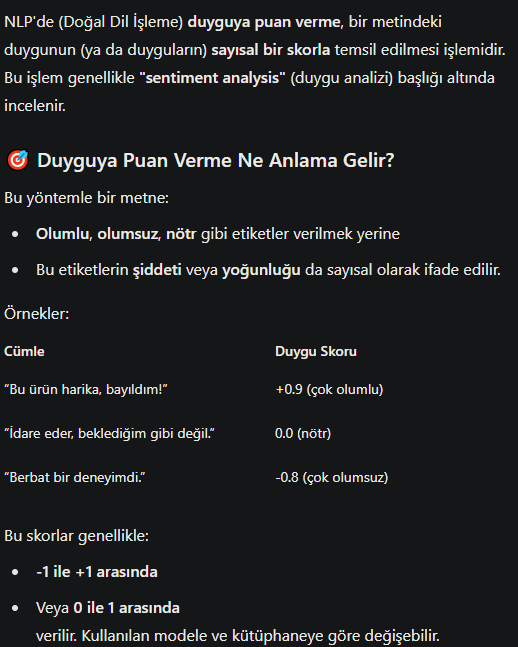 NLP'de (Doğal Dil İşleme) duyguya puan verme, bir metindeki
duygunun (ya da duyguların) sayısal bir skorla temsil edilmesi işlemidir.
Bu işlem genellikle "sentiment analysis" (duygu analizi) başlığı altında
incelenir.
🎯 Duyguya Puan Verme Ne Anlama Gelir?
Bu yöntemle bir metne:
• Olumlu, olumsuz, nötr gibi etiketler verilmek yerine
• Bu etiketlerin şiddeti veya yoğunluğu da sayısal olarak ifade edilir.
Örnekler:
Cümle Duygu Skoru
“Bu ürün harika, bayıldım!” +0.9 (çok olumlu)
“İdare eder, beklediğim gibi değil.” 0.0 (nötr)
“Berbat bir deneyimdi.” -0.8 (çok olumsuz)
Bu skorlar genellikle:
• -1 ile +1 arasında
• Veya 0 ile 1 arasında
verilir. Kullanılan modele ve kütüphaneye göre değişebilir.